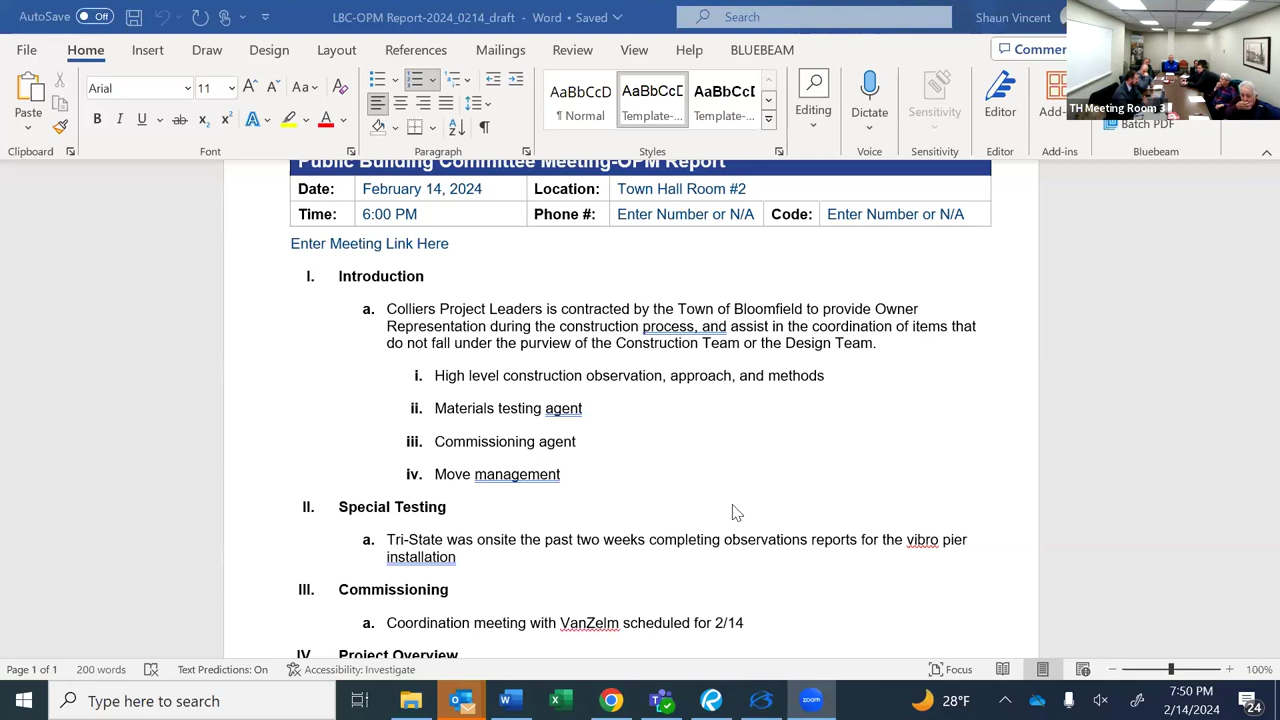 AutoSave Off LBC-OPM Report-2024_0214_draft - Word • Saved Search Shaun Vincent
File Home Insert Draw Design Layout References Mailings Review View Help BLUEBEAM Commen
TH Meeting Room 3
Arial 11 Aa AaBbCcD AaBbCcD AaBbCcD
Paste B I U ab x2 x2 A A ¶ Normal Template-... Template-... Editing Dictate Sensitivity Editor Add- Batch PDF
Clipboard Font Paragraph Styles Voice Sensitivity Editor Add-ins Bluebeam
Public Building Committee Meeting-OPM Report
Date: February 14, 2024 Location: Town Hall Room #2
Time: 6:00 PM Phone #: Enter Number or N/A Code: Enter Number or N/A
Enter Meeting Link Here
I. Introduction
a. Colliers Project Leaders is contracted by the Town of Bloomfield to provide Owner
Representation during the construction process, and assist in the coordination of items that
do not fall under the purview of the Construction Team or the Design Team.
i. High level construction observation, approach, and methods
ii. Materials testing agent
iii. Commissioning agent
iv. Move management
II. Special Testing
a. Tri-State was onsite the past two weeks completing observations reports for the vibro pier
installation
III. Commissioning
a. Coordination meeting with VanZelm scheduled for 2/14
IV. Project Overview
Page 1 of 1 200 words Text Predictions: On Accessibility: Investigate Focus 100%
Type here to search 28°F 7:50 PM
2/14/2024 24